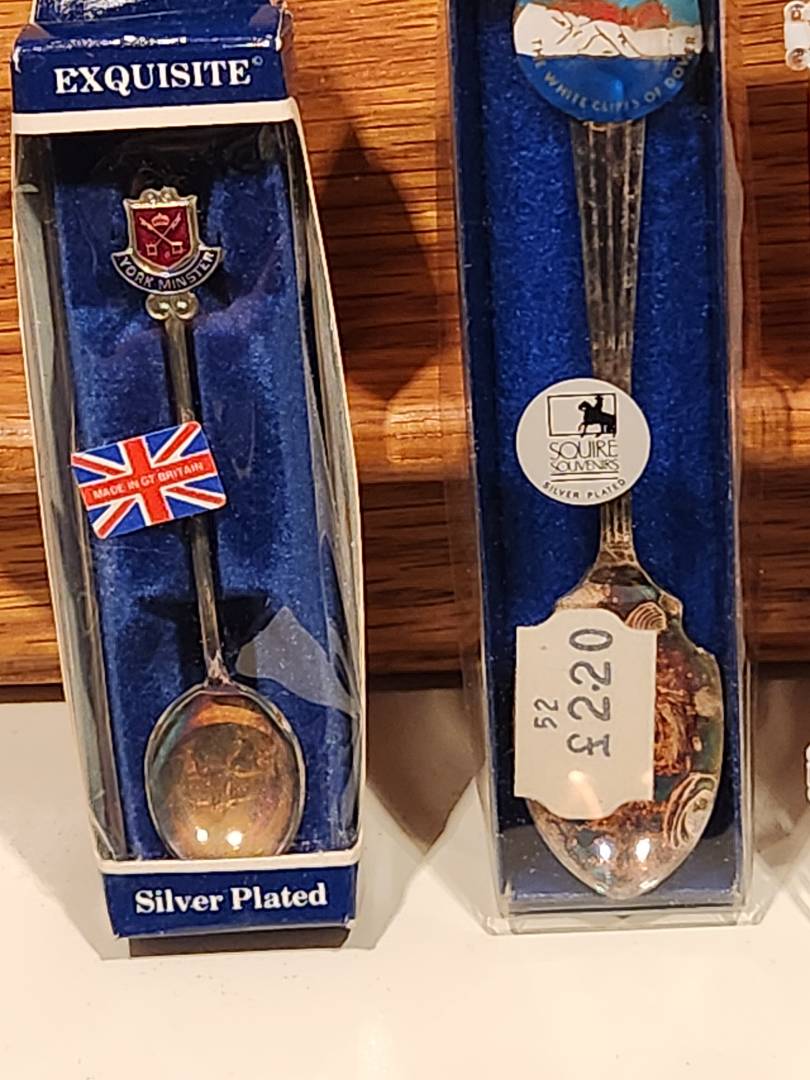 EXQUISITE©
YORK MINSTER
MADE IN GT BRITAIN
Silver Plated
THE WHITE CLIFFS OF DOVER
SQUIRE
SOUVENIRS
SILVER PLATED
52
£2.20